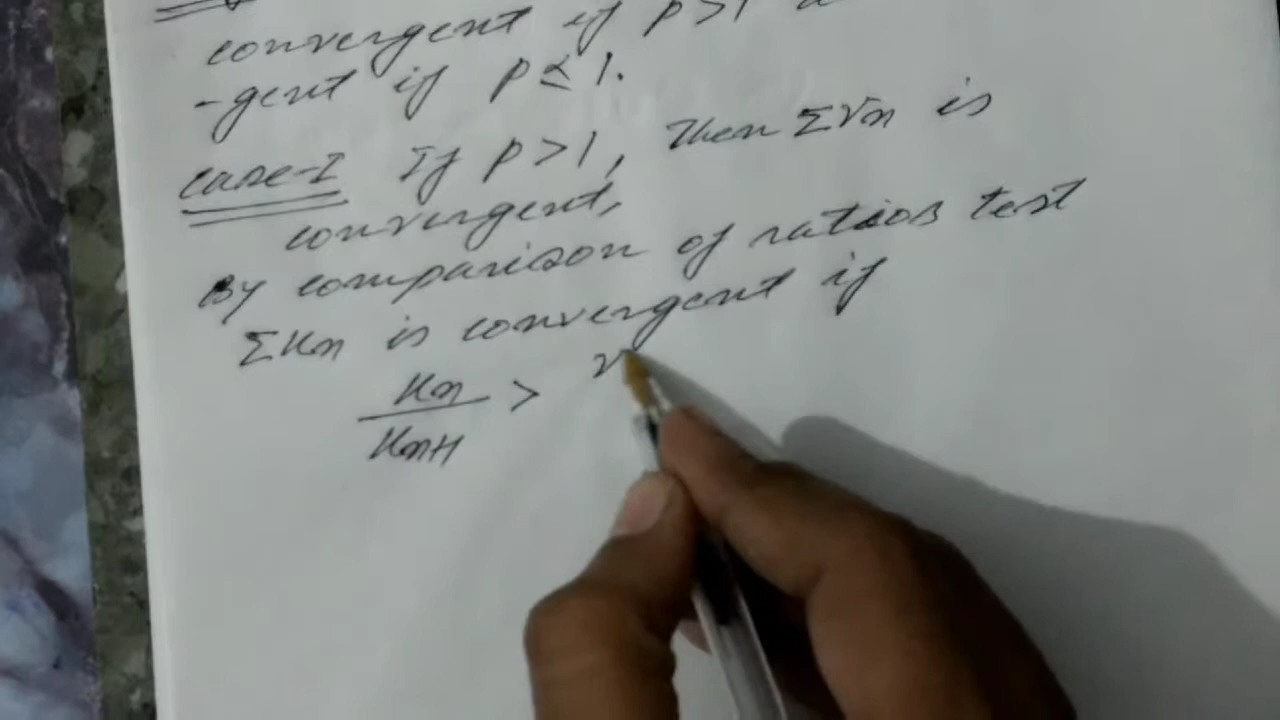 convergent if p>1
-gent if p ≤ 1.
case-I If p>1, Then Σvn is
convergent,
By comparison of ratios test
Σun is convergent if
un/un+1 > v